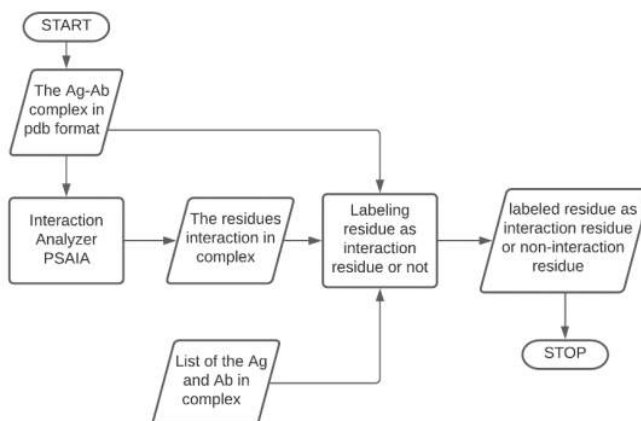 START
The Ag-Ab
complex in
pdb format
Interaction
Analyzer
PSAIA
The residues
interaction in
complex
Labeling
residue as
interaction
residue or not
labeled residue as
interaction residue
or non-interaction
residue
List of the Ag
and Ab in
complex
STOP